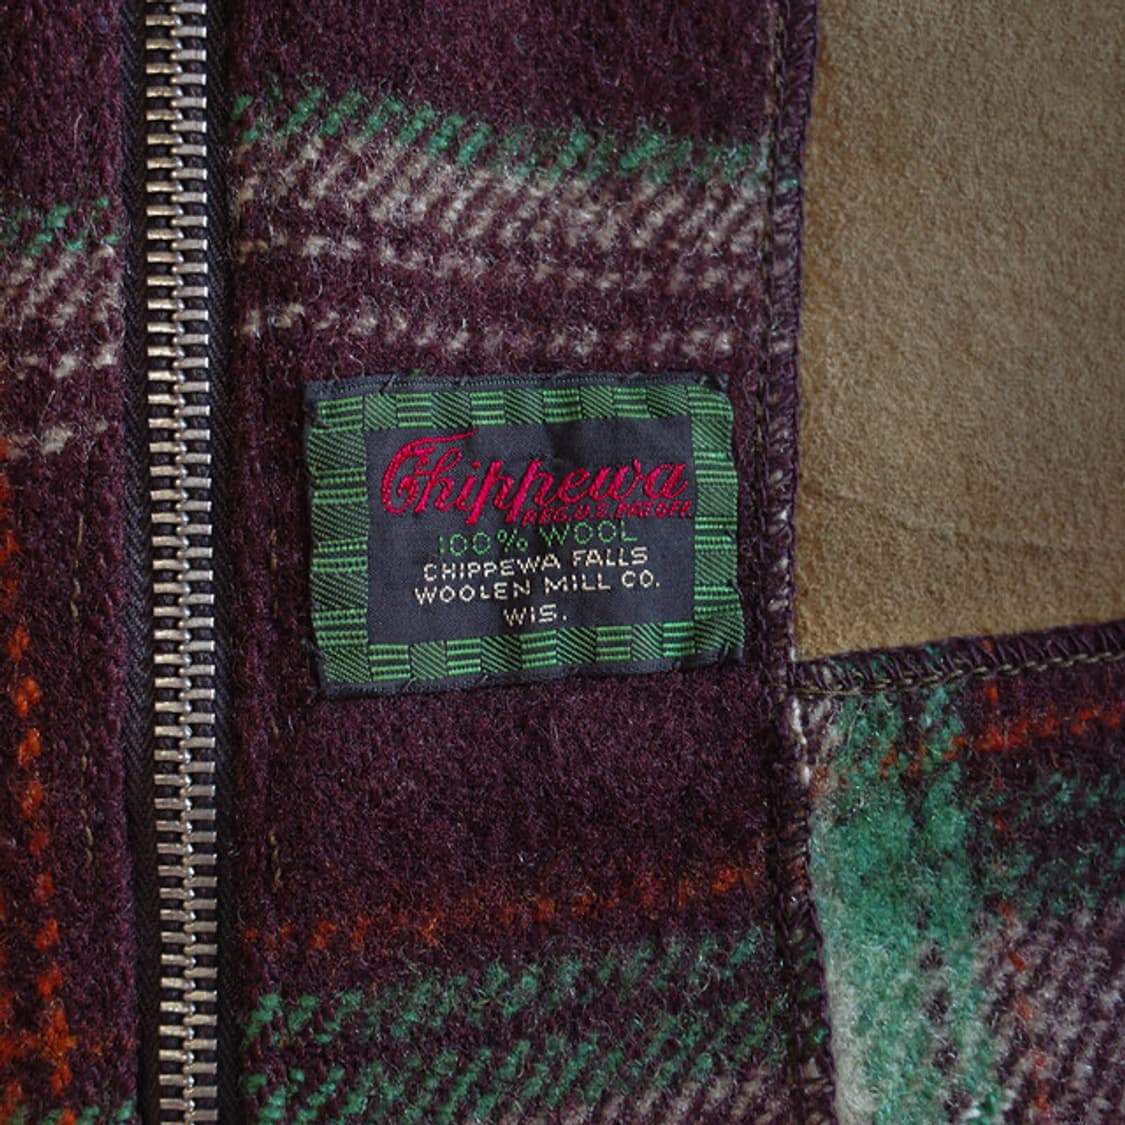 Chippewa
REG. U.S. PAT. OFF.
100% WOOL
CHIPPEWA FALLS
WOOLEN MILL CO.
WIS.